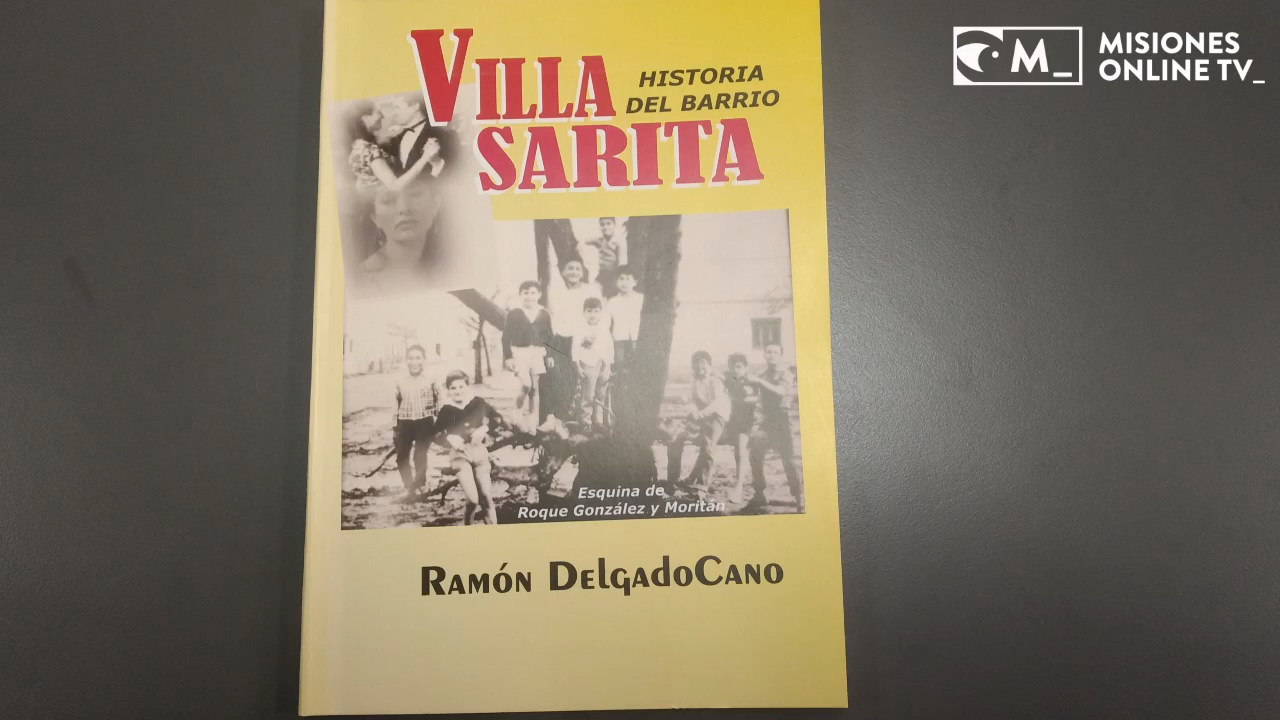 VILLA
HISTORIA
DEL BARRIO
SARITA
Esquina de
Roque González y Moritán
RAMÓN DELGADOCANO
M_
MISIONES
ONLINE TV_